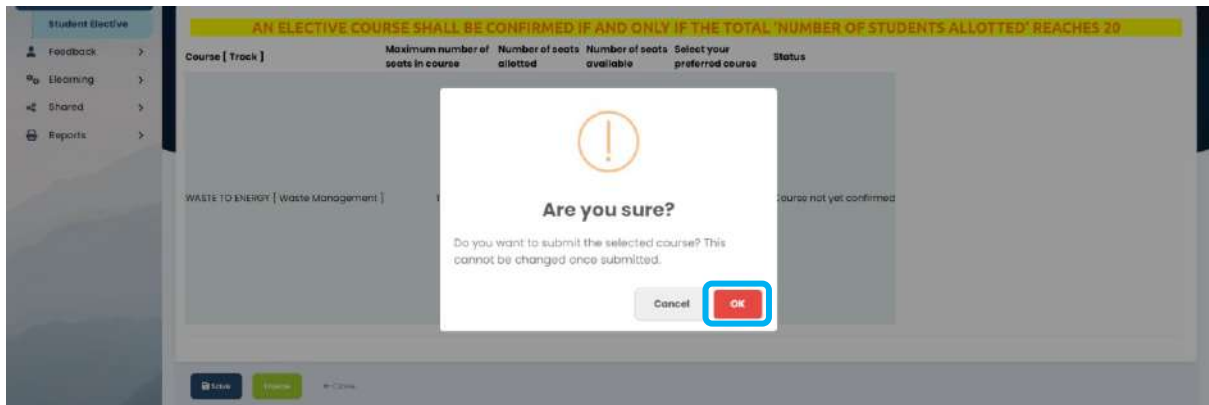 Student Elective
AN ELECTIVE COURSE SHALL BE CONFIRMED IF AND ONLY IF THE TOTAL 'NUMBER OF STUDENTS ALLOTTED' REACHES 20
Feedback
Elearning
Shared
Reports
Course [ Track ]
Maximum number of
seats in course
Number of seats
allotted
Number of seats
available
Select your
preferred course
Status
WASTE TO ENERGY [ Waste Management ]
Course not yet confirmed
Are you sure?
Do you want to submit the selected course? This
cannot be changed once submitted.
Cancel
OK
Save